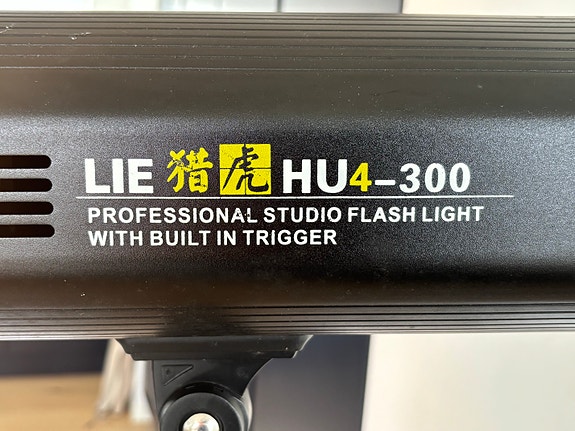 LIE 猎虎 HU4-300
PROFESSIONAL STUDIO FLASH LIGHT
WITH BUILT IN TRIGGER